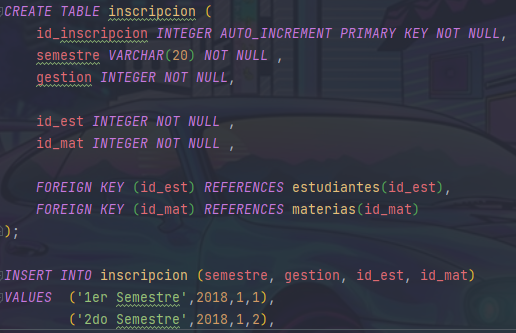 CREATE TABLE inscripcion (
id_inscripcion INTEGER AUTO_INCREMENT PRIMARY KEY NOT NULL,
semestre VARCHAR(20) NOT NULL ,
gestion INTEGER NOT NULL,
id_est INTEGER NOT NULL ,
id_mat INTEGER NOT NULL ,
FOREIGN KEY (id_est) REFERENCES estudiantes(id_est),
FOREIGN KEY (id_mat) REFERENCES materias(id_mat)
);
INSERT INTO inscripcion (semestre, gestion, id_est, id_mat)
VALUES ('1er Semestre',2018,1,1),
('2do Semestre',2018,1,2),